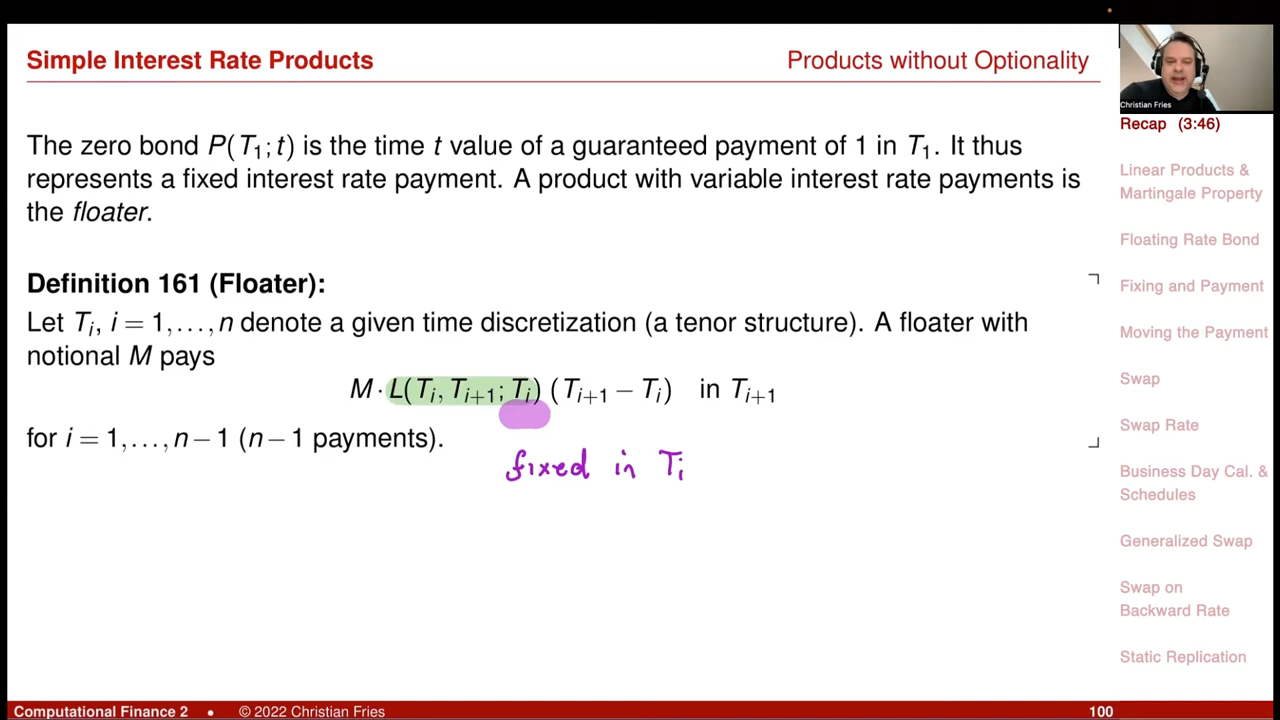 Simple Interest Rate Products
Products without Optionality
The zero bond P(T₁; t) is the time t value of a guaranteed payment of 1 in T₁. It thus
represents a fixed interest rate payment. A product with variable interest rate payments is
the floater.
Definition 161 (Floater):
Let Tᵢ, i = 1, . . . , n denote a given time discretization (a tenor structure). A floater with
notional M pays
M · L(Tᵢ, Tᵢ₊₁; Tᵢ) (Tᵢ₊₁ − Tᵢ) in Tᵢ₊₁
for i = 1, . . . , n − 1 (n − 1 payments).
fixed in Tᵢ
Christian Fries
Recap (3:46)
Linear Products &
Martingale Property
Floating Rate Bond
Fixing and Payment
Moving the Payment
Swap
Swap Rate
Business Day Cal. &
Schedules
Generalized Swap
Swap on
Backward Rate
Static Replication
Computational Finance 2 • © 2022 Christian Fries
100